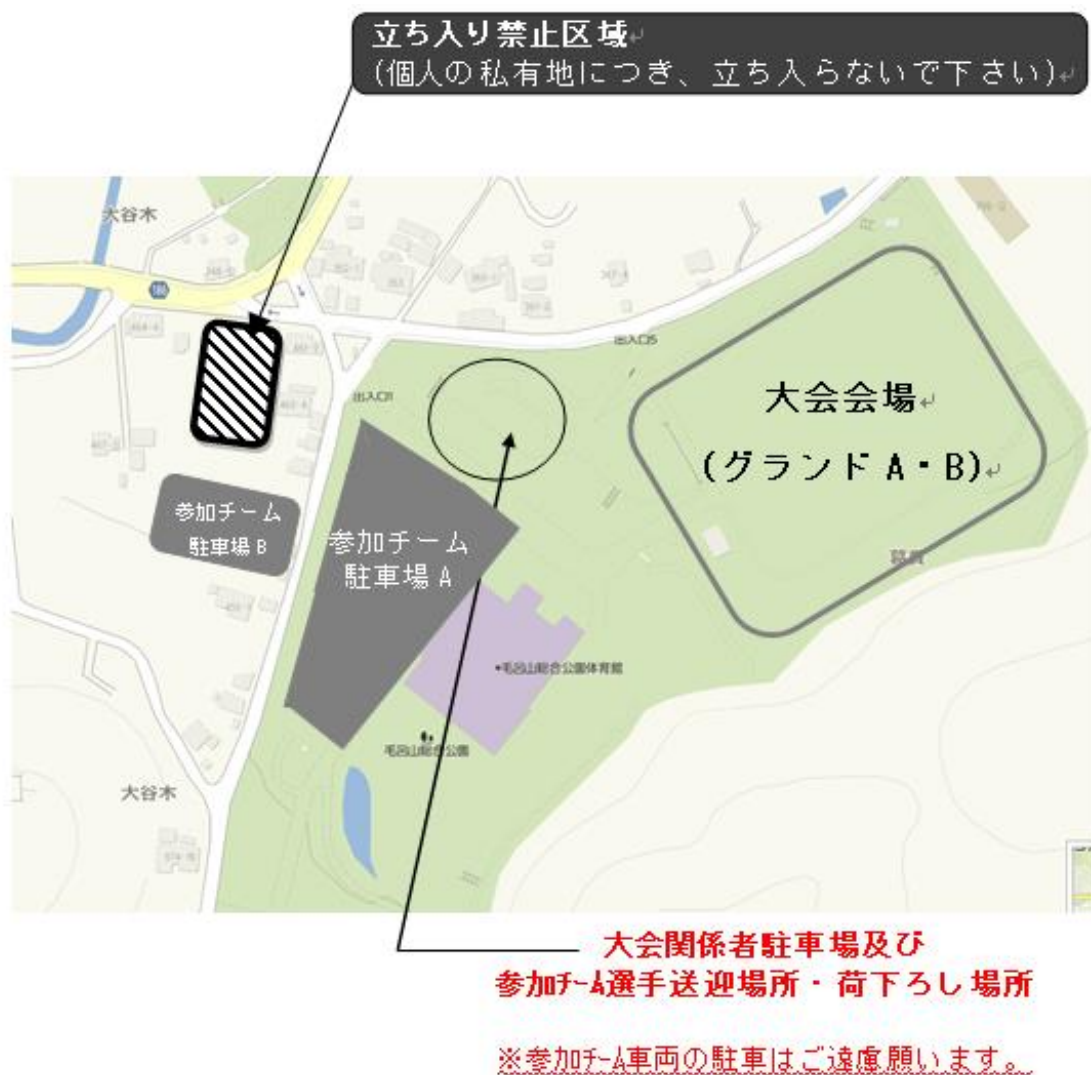 立ち入り禁止区域
(個人の私有地につき、立ち入らないで下さい)
大谷木
186
出入口5
出入口1
大会会場
(グランドA・B)
参加チーム
駐車場B
参加チーム
駐車場A
・毛呂山総合公園体育館
毛呂山総合公園
大谷木
大会関係者駐車場及び
参加チーム選手送迎場所・荷下ろし場所
※参加チーム車両の駐車はご遠慮願います。